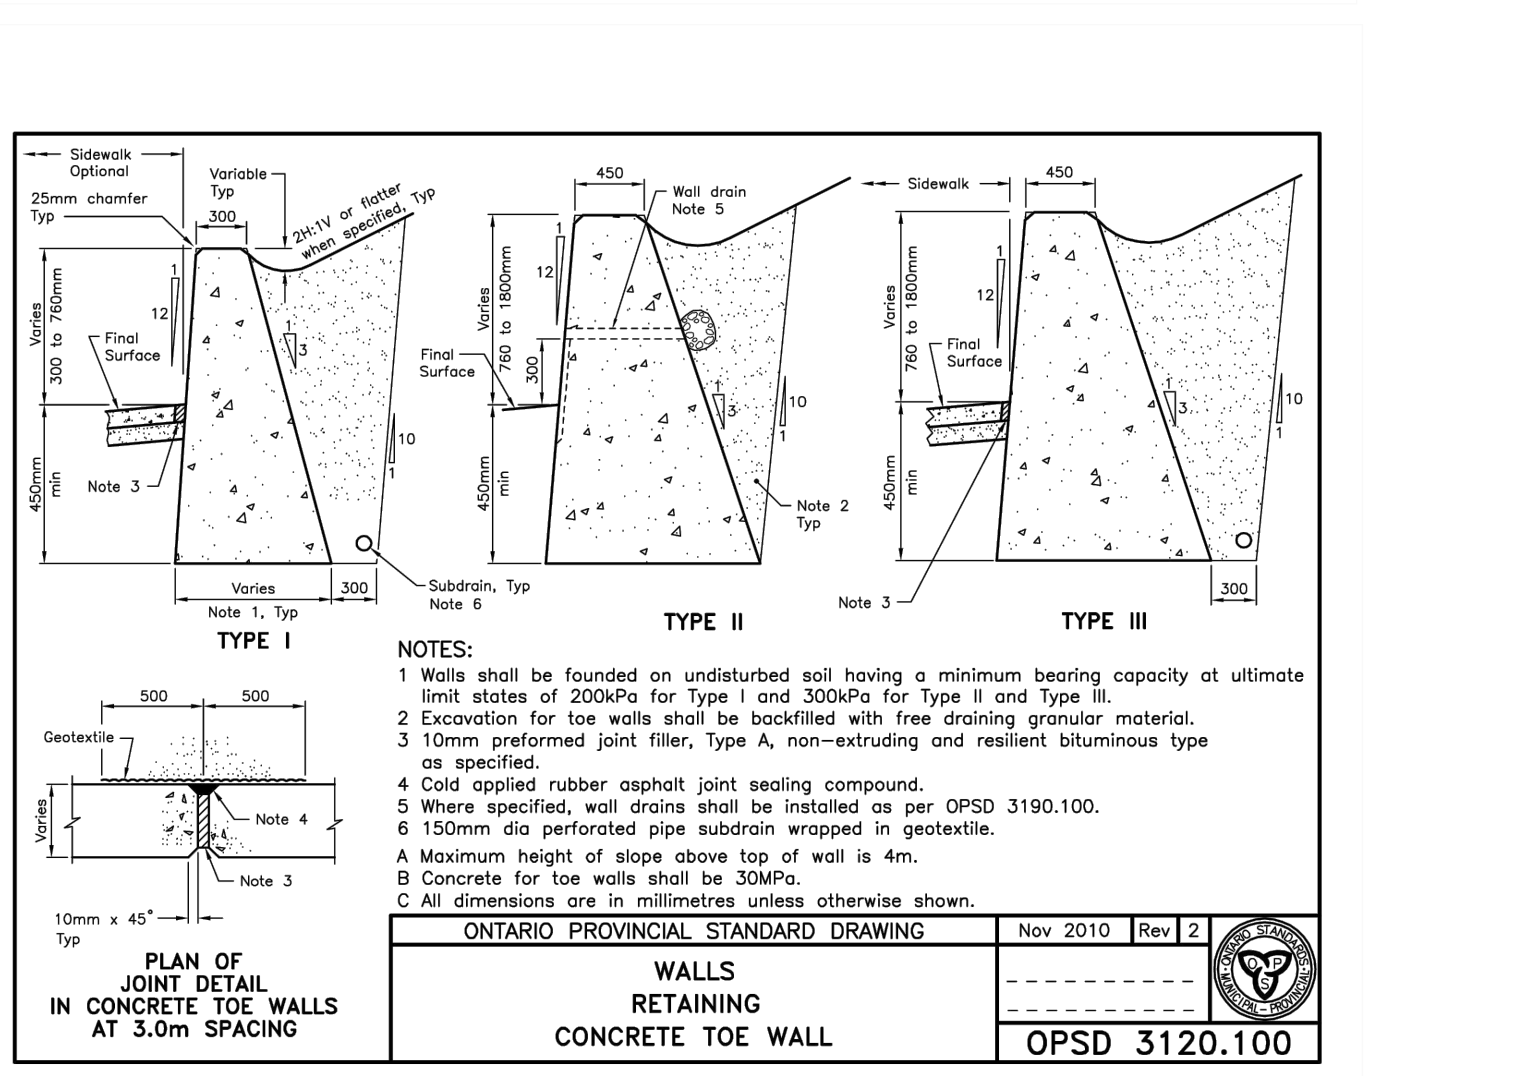 Sidewalk
Optional
25mm chamfer
Typ
Variable
Typ
300
2H:1V or flatter
when specified, Typ
Varies
300 to 760mm
1
12
1
3
Final
Surface
450mm
min
Note 3
10
1
Varies
Note 1, Typ
300
Subdrain, Typ
Note 6
TYPE I
450
Wall drain
Note 5
Varies
760 to 1800mm
1
12
Final
Surface
300
450mm
min
1
3
10
1
Note 2
Typ
TYPE II
Sidewalk
450
Varies
760 to 1800mm
1
12
Final
Surface
450mm
min
1
3
10
1
Note 3
300
TYPE III
500
500
Geotextile
Varies
Note 4
Note 3
10mm x 45°
Typ
PLAN OF
JOINT DETAIL
IN CONCRETE TOE WALLS
AT 3.0m SPACING
NOTES:
1 Walls shall be founded on undisturbed soil having a minimum bearing capacity at ultimate
limit states of 200kPa for Type I and 300kPa for Type II and Type III.
2 Excavation for toe walls shall be backfilled with free draining granular material.
3 10mm preformed joint filler, Type A, non-extruding and resilient bituminous type
as specified.
4 Cold applied rubber asphalt joint sealing compound.
5 Where specified, wall drains shall be installed as per OPSD 3190.100.
6 150mm dia perforated pipe subdrain wrapped in geotextile.
A Maximum height of slope above top of wall is 4m.
B Concrete for toe walls shall be 30MPa.
C All dimensions are in millimetres unless otherwise shown.
ONTARIO PROVINCIAL STANDARD DRAWING
Nov 2010
Rev
2
WALLS
RETAINING
CONCRETE TOE WALL
ONTARIO STANDARDS
MUNICIPAL-PROVINCIAL
O P
S
OPSD 3120.100